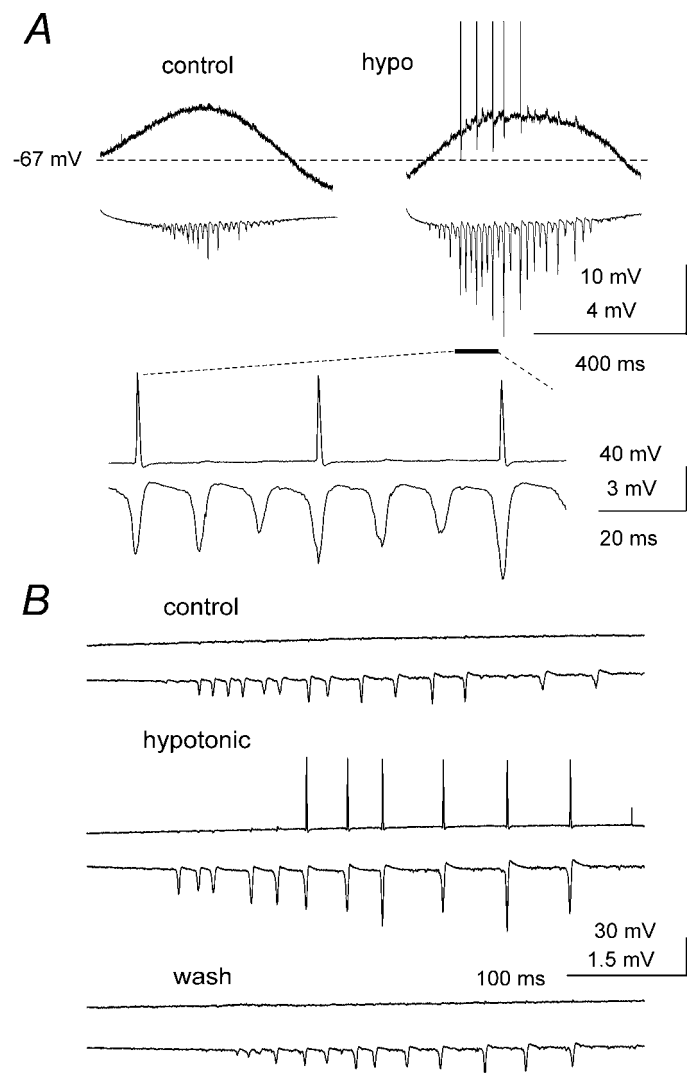 A
control hypo
-67 mV
10 mV
4 mV
400 ms
40 mV
3 mV
20 ms
B
control
hypotonic
30 mV
1.5 mV
100 ms
wash